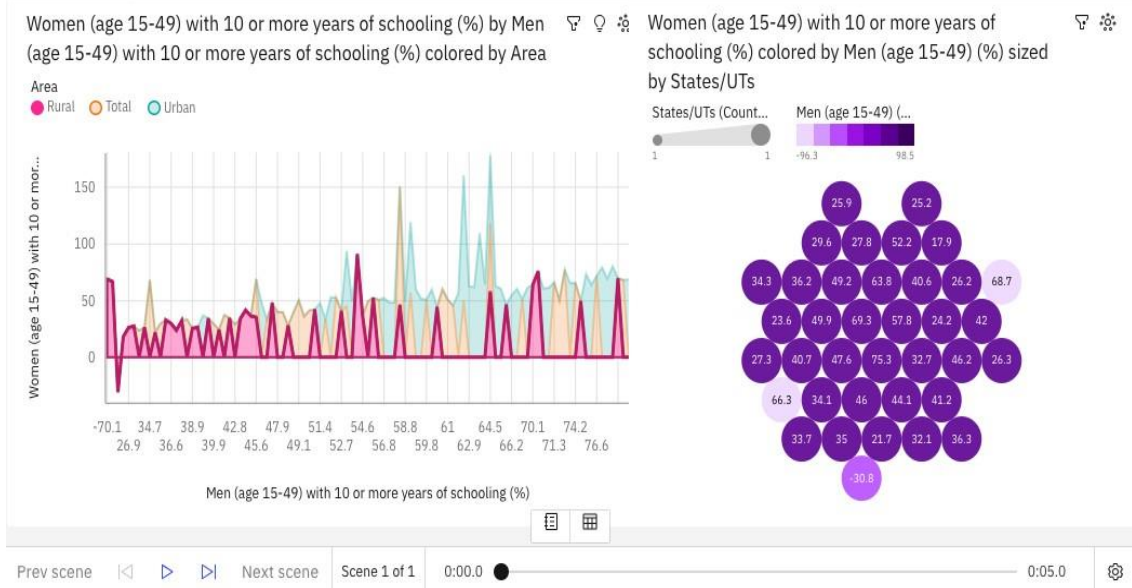 Women (age 15-49) with 10 or more years of schooling (%) by Men
(age 15-49) with 10 or more years of schooling (%) colored by Area
Area
Rural Total Urban
Women (age 15-49) with 10 or mor...
150
100
50
0
-70.1 34.7 38.9 42.8 47.9 51.4 54.6 58.8 61 64.5 70.1 74.2
26.9 36.6 39.9 45.6 49.1 52.7 56.8 59.8 62.9 66.2 71.3 76.6
Men (age 15-49) with 10 or more years of schooling (%)
Women (age 15-49) with 10 or more years of
schooling (%) colored by Men (age 15-49) (%) sized
by States/UTs
States/UTs (Count... Men (age 15-49) (...
1 1 -96.3 98.5
25.9 25.2
29.6 27.8 52.2 17.9
34.3 36.2 49.2 63.8 40.6 26.2 68.7
23.6 49.9 69.3 57.8 24.2 42
27.3 40.7 47.6 75.3 32.7 46.2 26.3
66.3 34.1 46 44.1 41.2
33.7 35 21.7 32.1 36.3
-30.8
Prev scene Next scene Scene 1 of 1 0:00.0 0:05.0